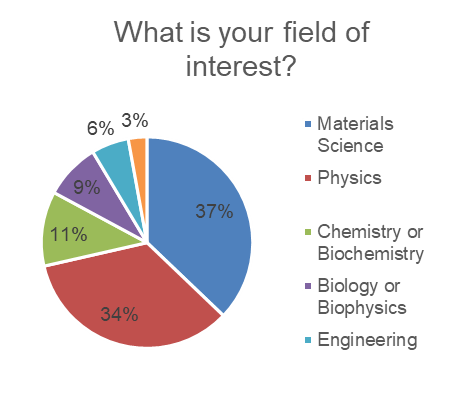 What is your field of
interest?
3%
6%
9%
11%
34%
37%
Materials
Science
Physics
Chemistry or
Biochemistry
Biology or
Biophysics
Engineering